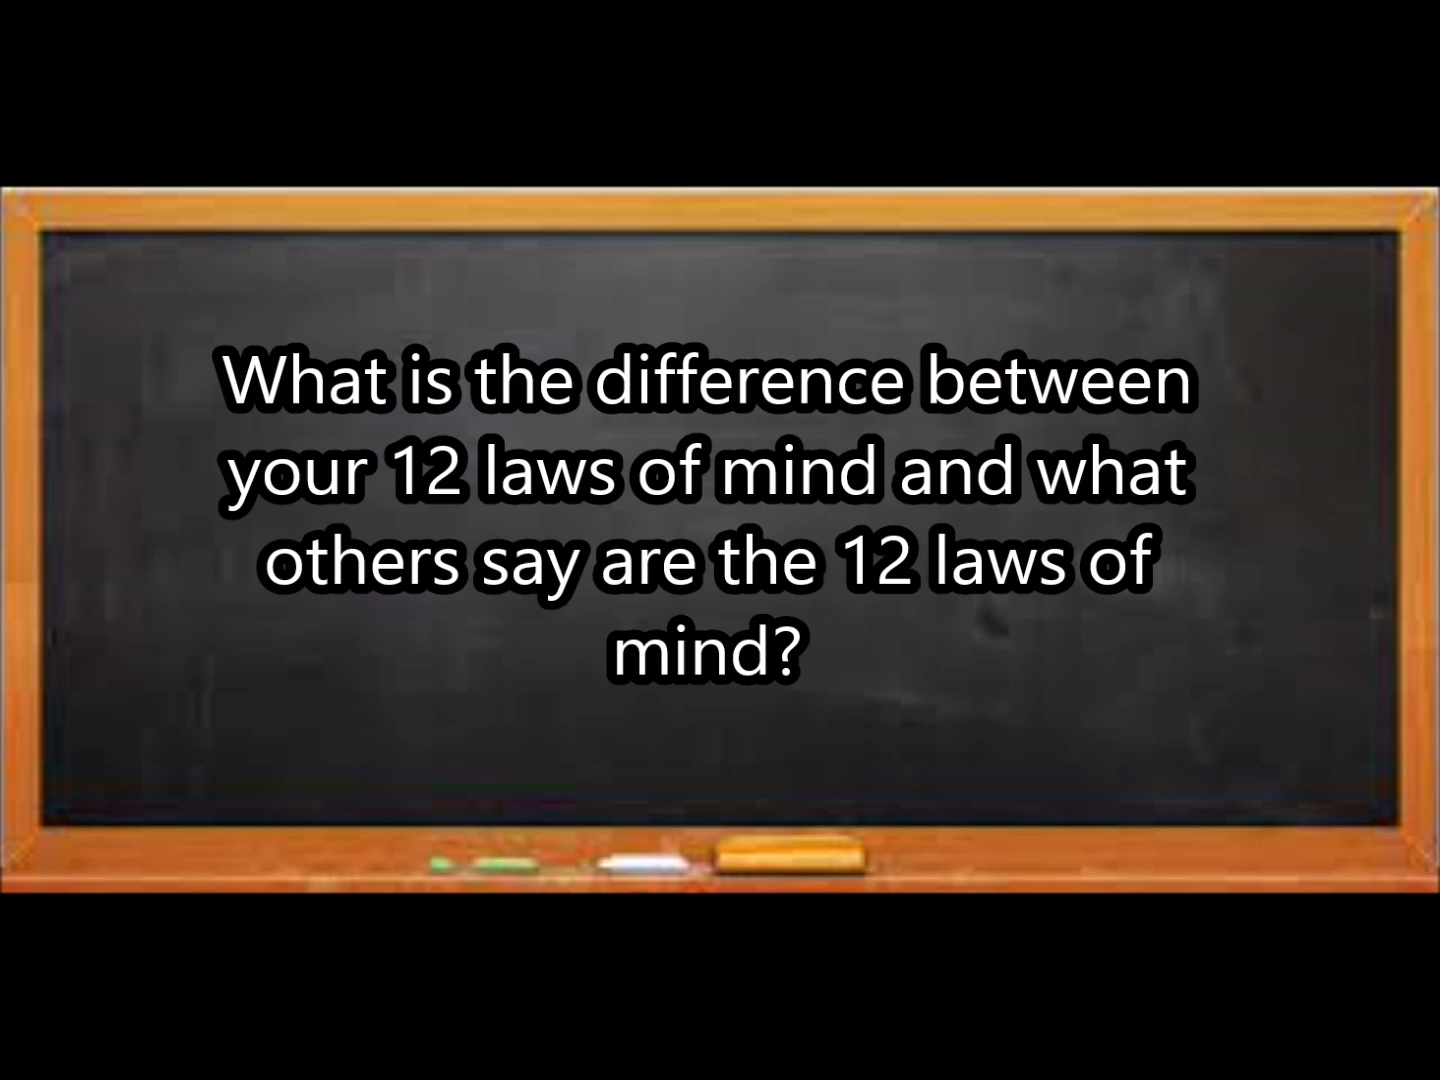 What is the difference between
your 12 laws of mind and what
others say are the 12 laws of
mind?